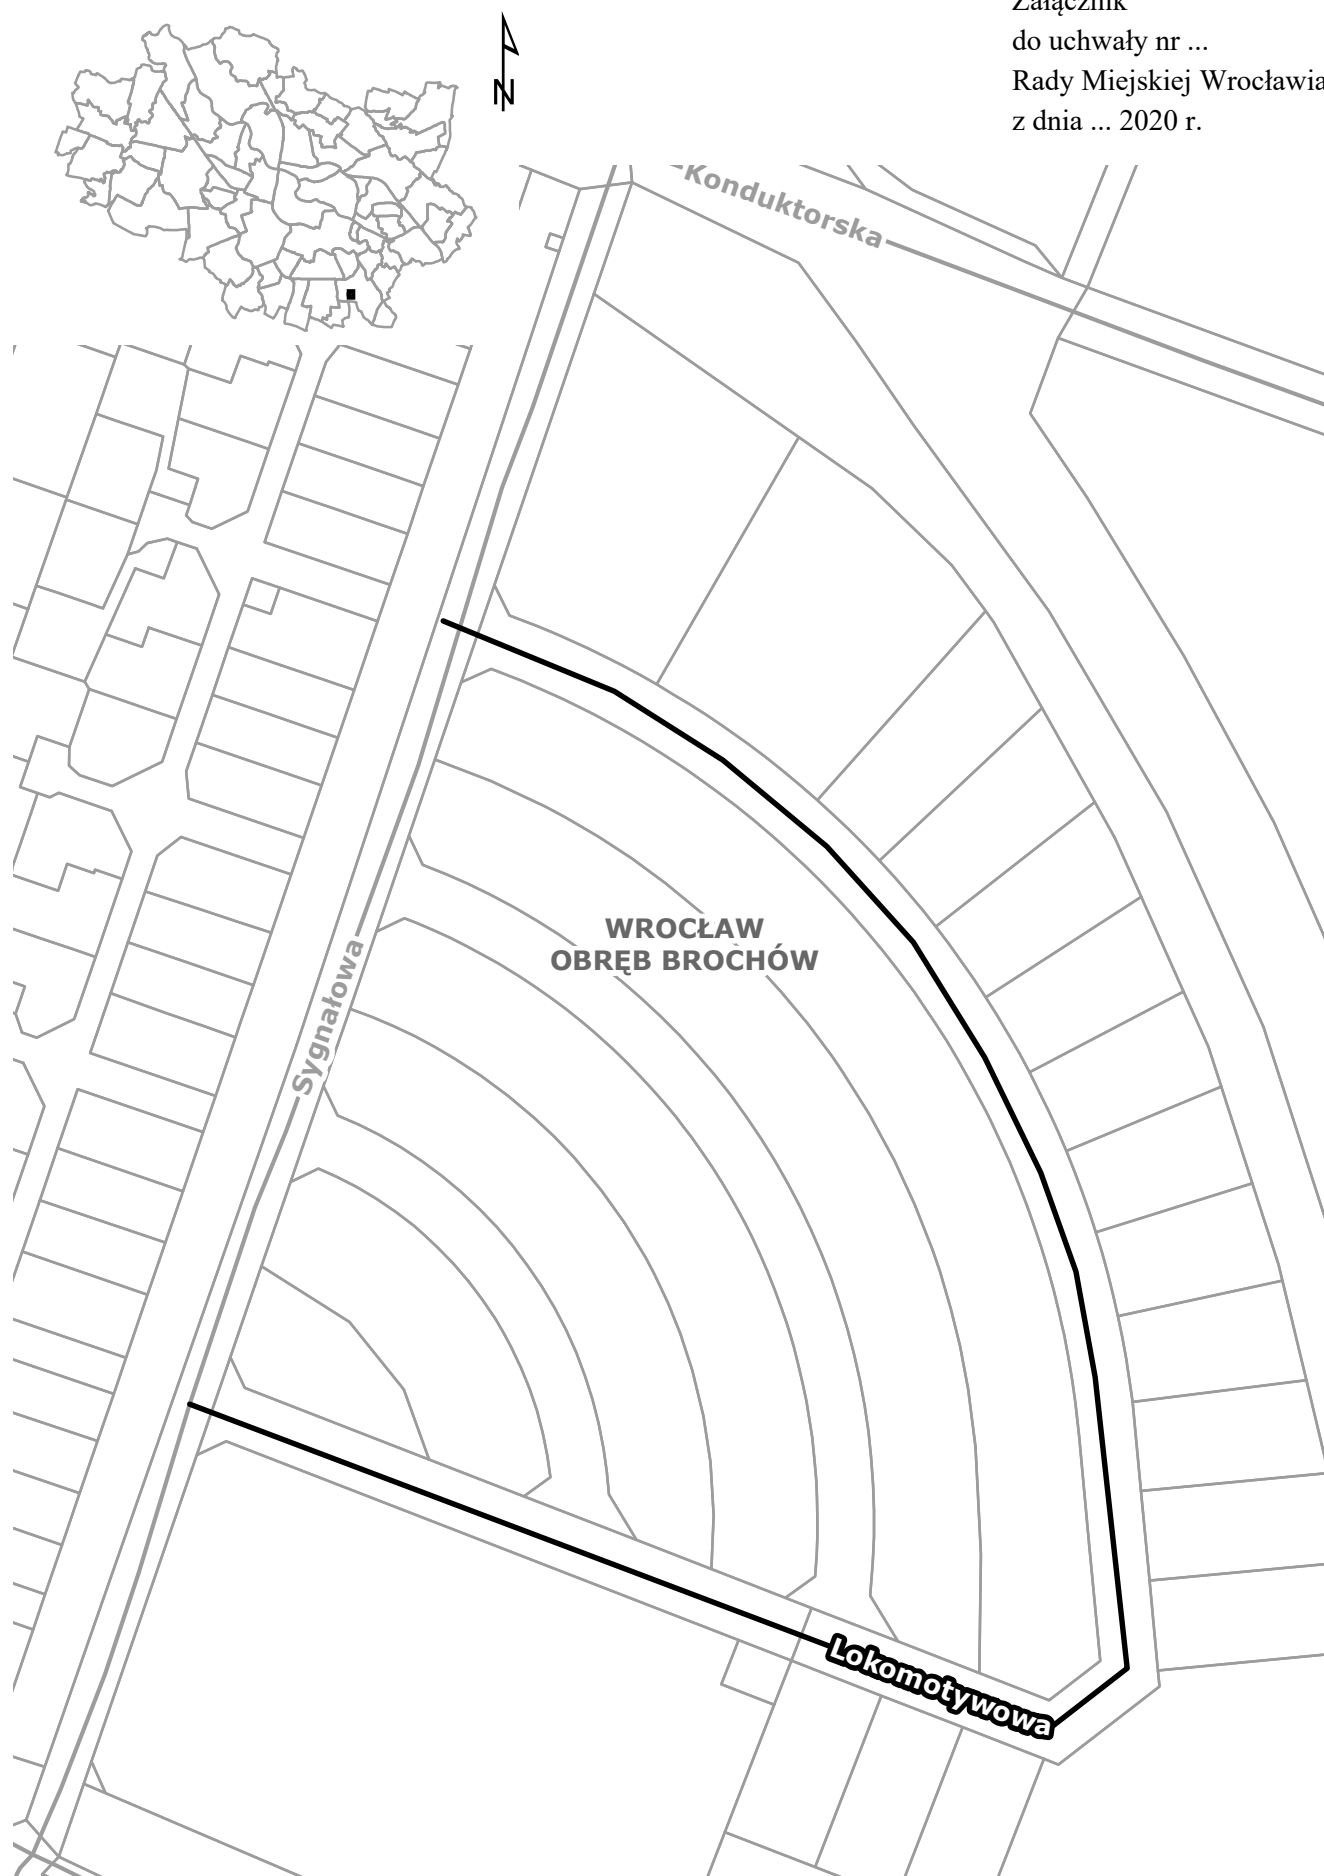 Załącznik
do uchwały nr ...
Rady Miejskiej Wrocławia
z dnia ... 2020 r.
N
Konduktorska
WROCŁAW
OBRĘB BROCHÓW
Sygnałowa
Lokomotywowa